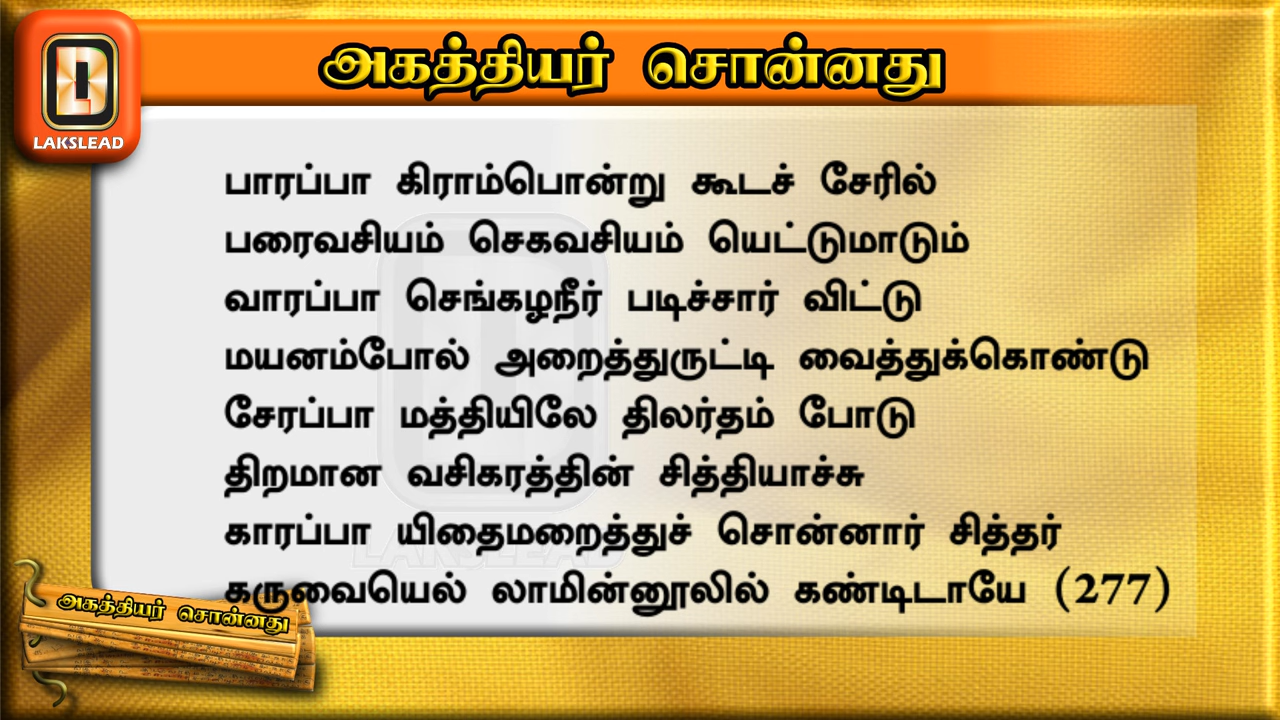 அகத்தியர் சொன்னது
LAKSLEAD
பாரப்பா கிராம்பொன்று கூடச் சேரில்
பரைவசியம் செகவசியம் யெட்டுமாடும்
வாரப்பா செங்கழநீர் படிச்சார் விட்டு
மயனம்போல் அறைத்துருட்டி வைத்துக்கொண்டு
சேரப்பா மத்தியிலே திலர்தம் போடு
திறமான வசிகரத்தின் சித்தியாச்சு
காரப்பா யிதைமறைத்துச் சொன்னார் சித்தர்
கருவையெல் லாமின்னூலில் கண்டிடாயே (277)
LAKSLEAD
அகத்தியர் சொன்னது